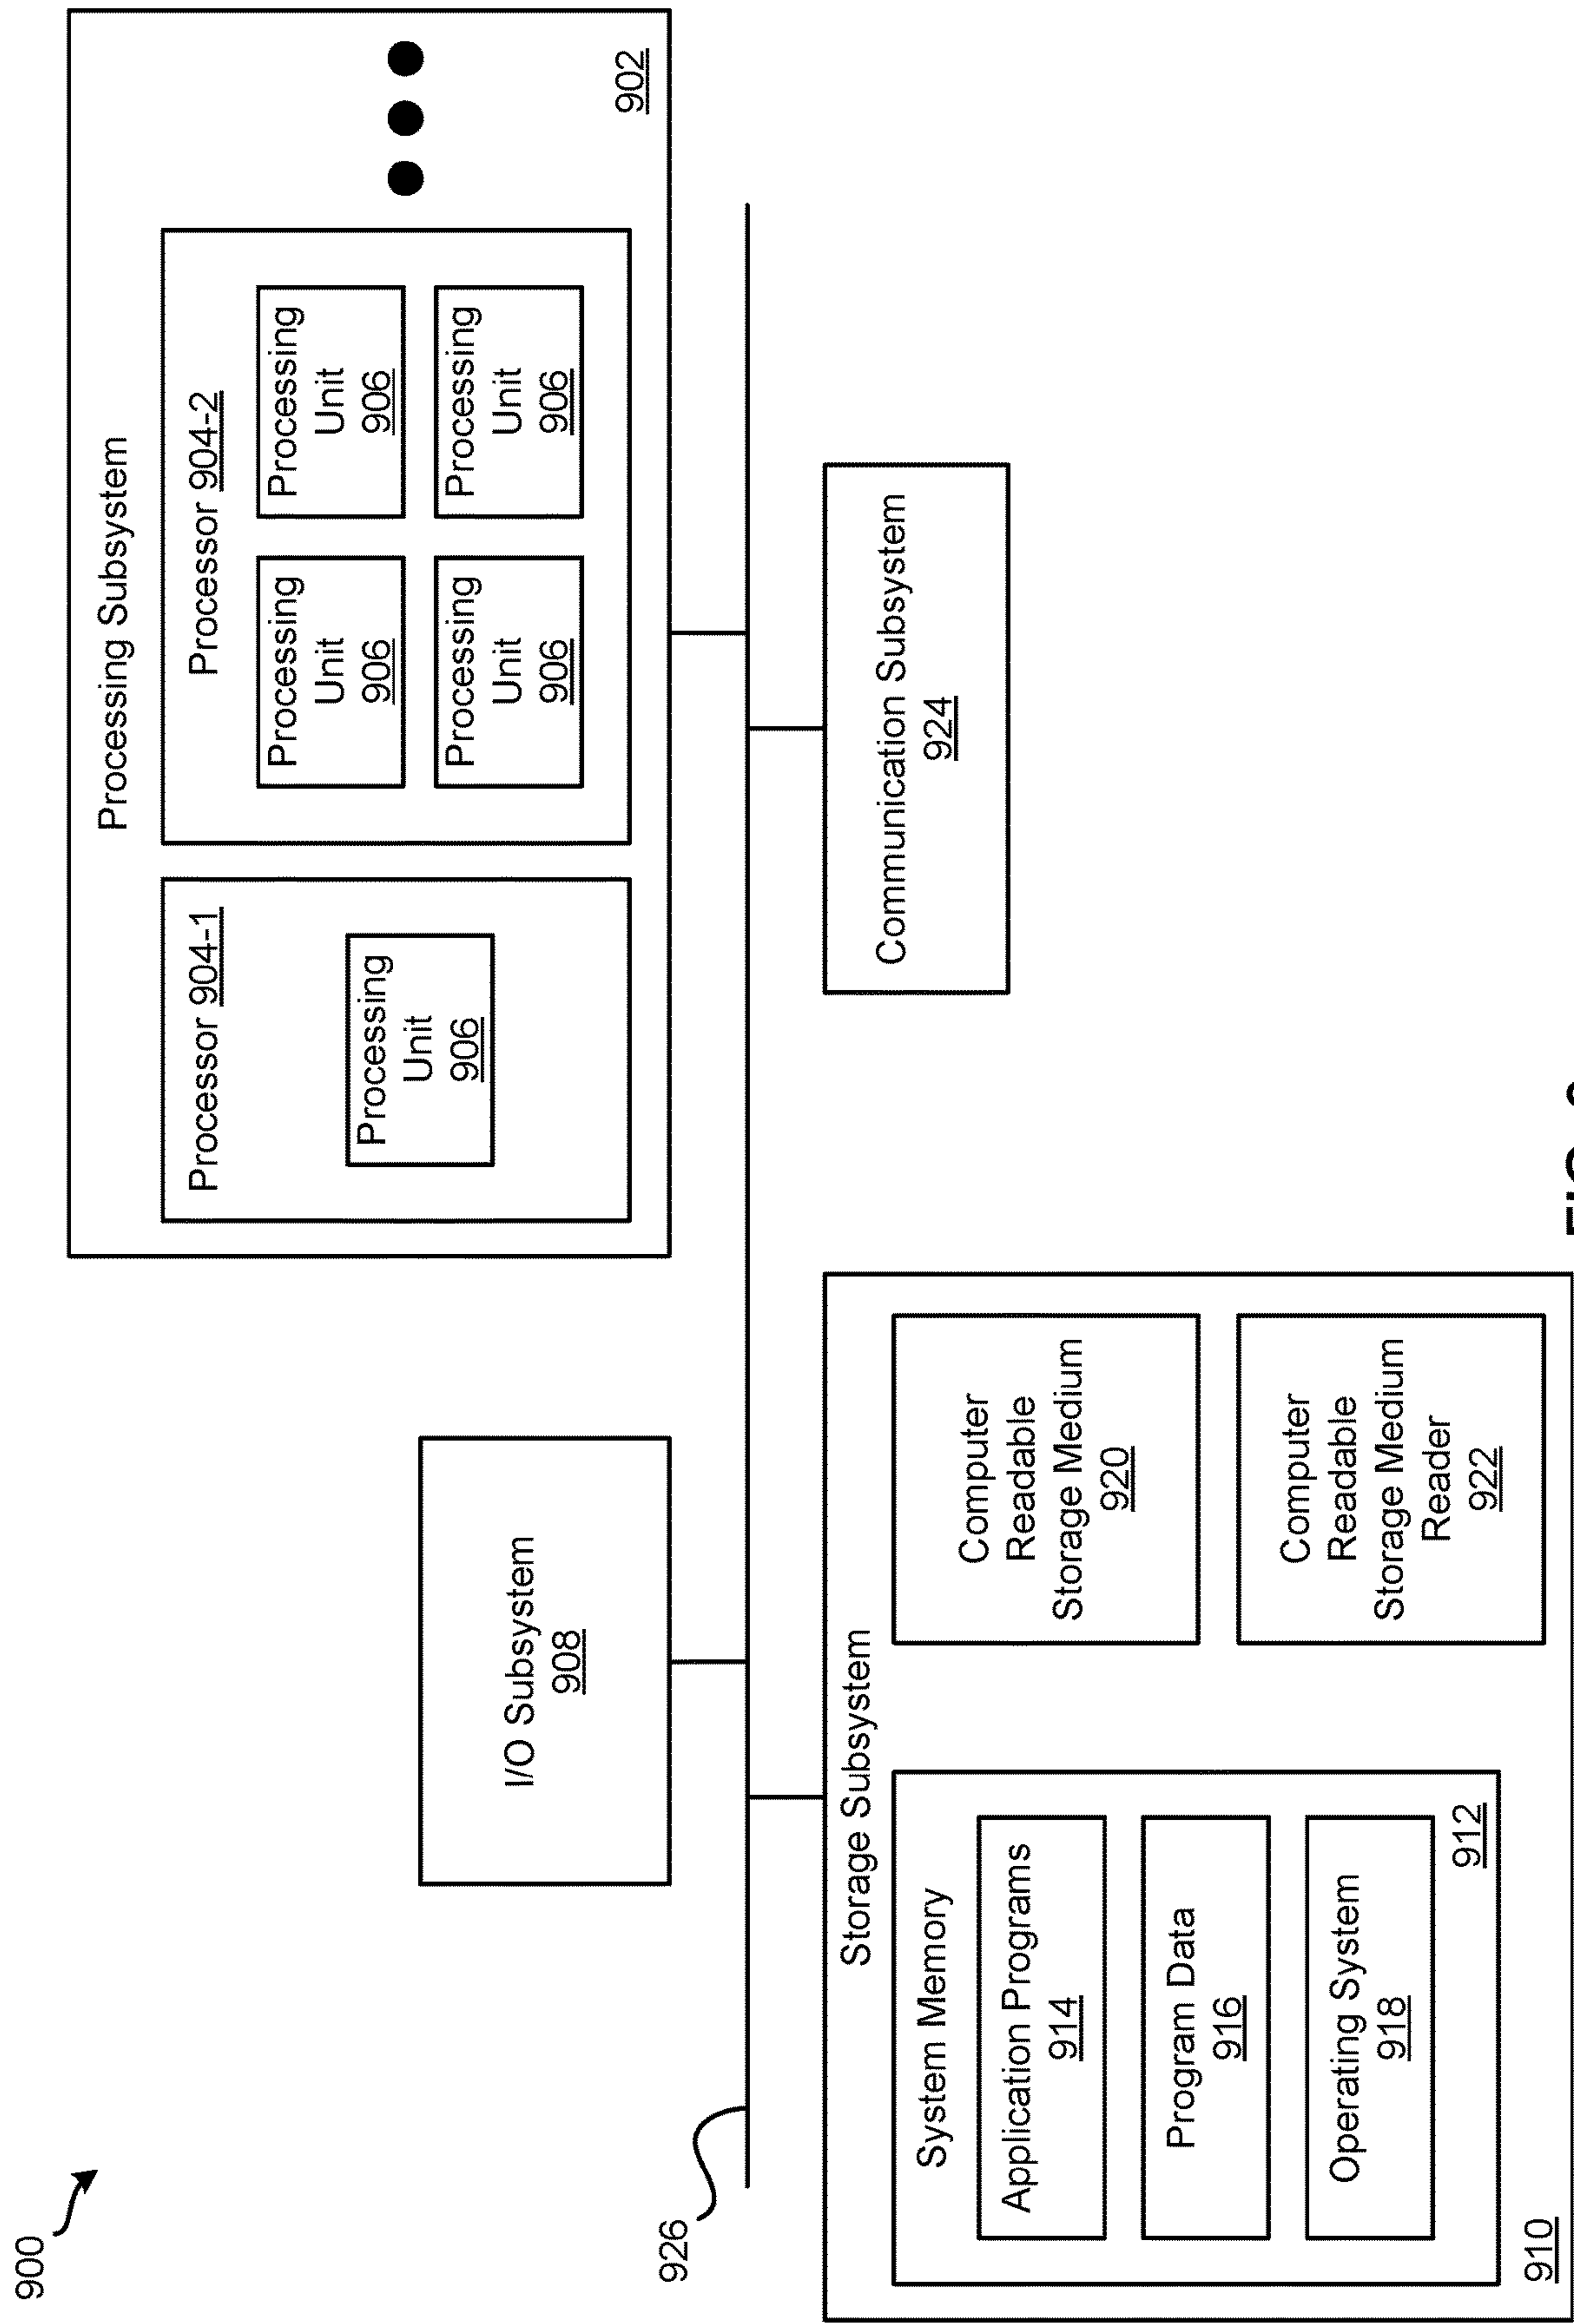 900
I/O Subsystem
908
Processing Subsystem
Processor 904-1
Processing
Unit
906
Processor 904-2
Processing
Unit
906
Processing
Unit
906
Processing
Unit
906
Processing
Unit
906
902
926
Storage Subsystem
System Memory
Application Programs
914
Program Data
916
Operating System
918
912
Computer
Readable
Storage Medium
920
Computer
Readable
Storage Medium
Reader
922
910
Communication Subsystem
924